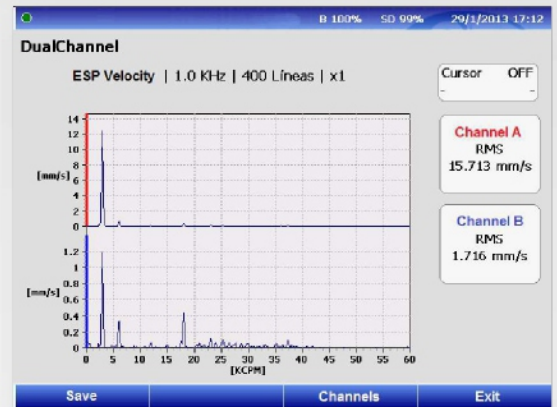 B 100% SD 99% 29/1/2013 17:12
DualChannel
ESP Velocity | 1.0 KHz | 400 Líneas | x1
Cursor OFF
- -
14
12
10
8
[mm/s]
6
4
2
0
Channel A
RMS
15.713 mm/s
1.2
1
0.8
[mm/s]
0.6
0.4
0.2
0
Channel B
RMS
1.716 mm/s
0 5 10 15 20 25 30 35 40 45 50 55 60
[KCPM]
Save Channels Exit